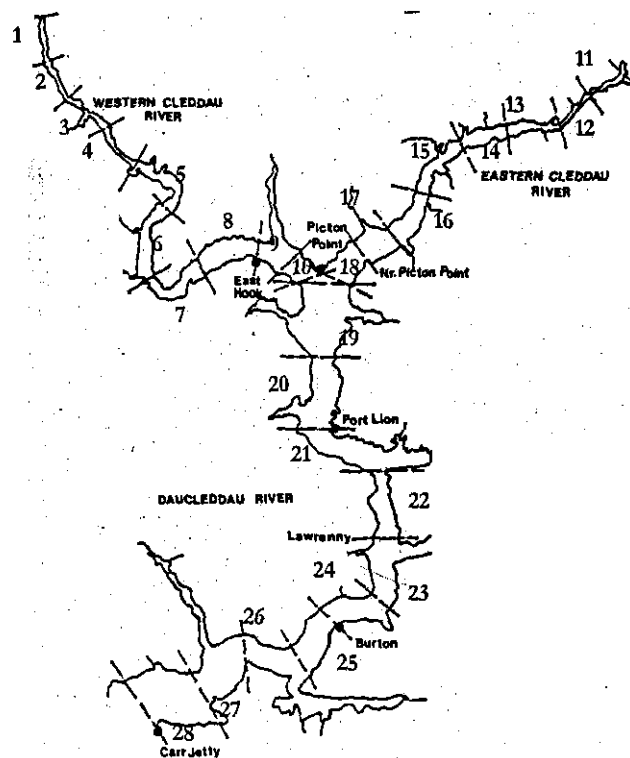 1
2
3
4
WESTERN CLEDDAU
RIVER
5
6
7
8
9
10
East
Hook
11
12
13
14
15
EASTERN CLEDDAU
RIVER
16
17
Picton
Point
18
Nr. Picton Point
19
20
Port Lion
21
DAUCLEDDAU RIVER
22
Lawrenny
23
24
Burton
25
26
27
28
Carr Jetty